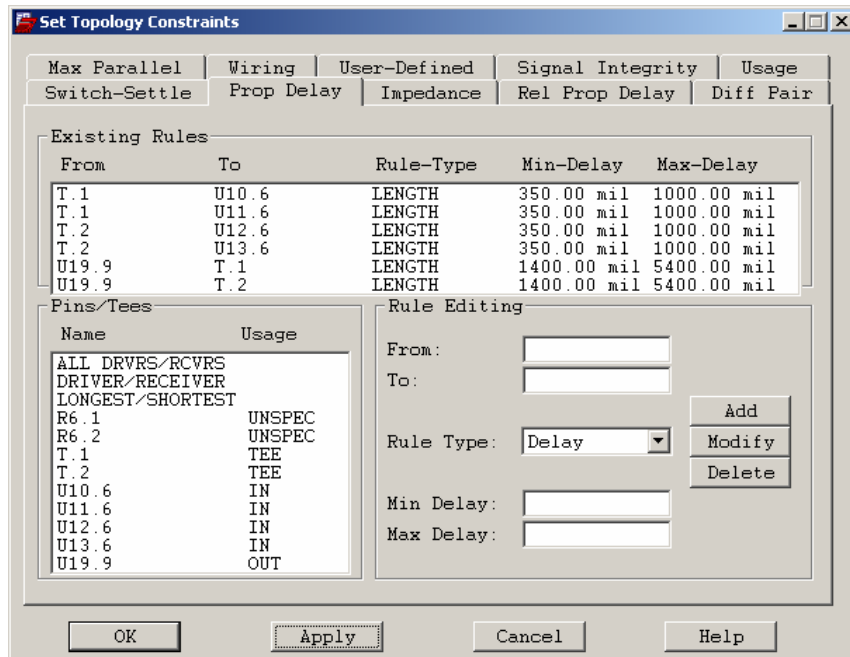 Set Topology Constraints
Max Parallel Wiring User-Defined Signal Integrity Usage
Switch-Settle Prop Delay Impedance Rel Prop Delay Diff Pair
Existing Rules
From To Rule-Type Min-Delay Max-Delay
T.1 U10.6 LENGTH 350.00 mil 1000.00 mil
T.1 U11.6 LENGTH 350.00 mil 1000.00 mil
T.2 U12.6 LENGTH 350.00 mil 1000.00 mil
T.2 U13.6 LENGTH 350.00 mil 1000.00 mil
U19.9 T.1 LENGTH 1400.00 mil 5400.00 mil
U19.9 T.2 LENGTH 1400.00 mil 5400.00 mil
Pins/Tees
Name Usage
ALL DRVRS/RCVRS
DRIVER/RECEIVER
LONGEST/SHORTEST
R6.1 UNSPEC
R6.2 UNSPEC
T.1 TEE
T.2 TEE
U10.6 IN
U11.6 IN
U12.6 IN
U13.6 IN
U19.9 OUT
Rule Editing
From:
To:
Rule Type: Delay
Min Delay:
Max Delay:
Add
Modify
Delete
OK Apply Cancel Help